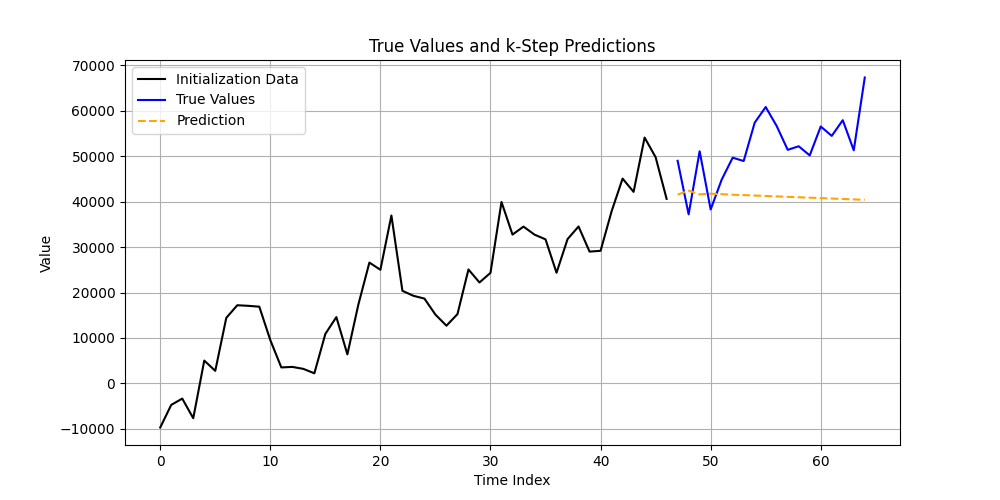 True Values and k-Step Predictions
Initialization Data
True Values
Prediction
Value
70000
60000
50000
40000
30000
20000
10000
0
−10000
0 10 20 30 40 50 60
Time Index